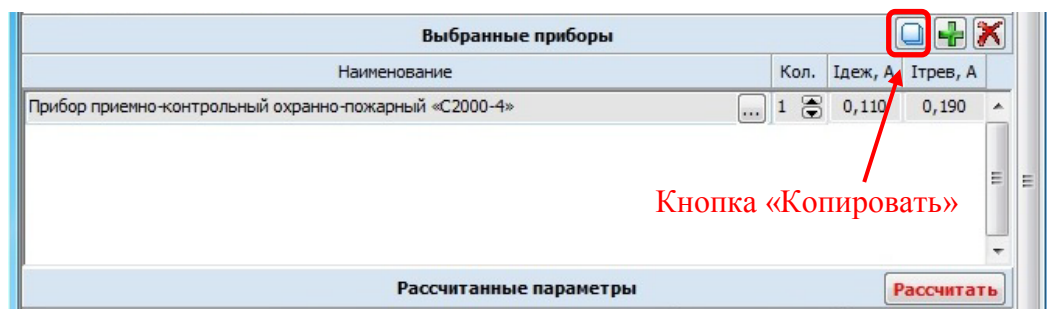 Выбранные приборы
Наименование Кол. Iдеж, А Iтрев, А
Прибор приемно-контрольный охранно-пожарный «С2000-4» ... 1 0,110 0,190
Кнопка «Копировать»
Рассчитанные параметры Рассчитать